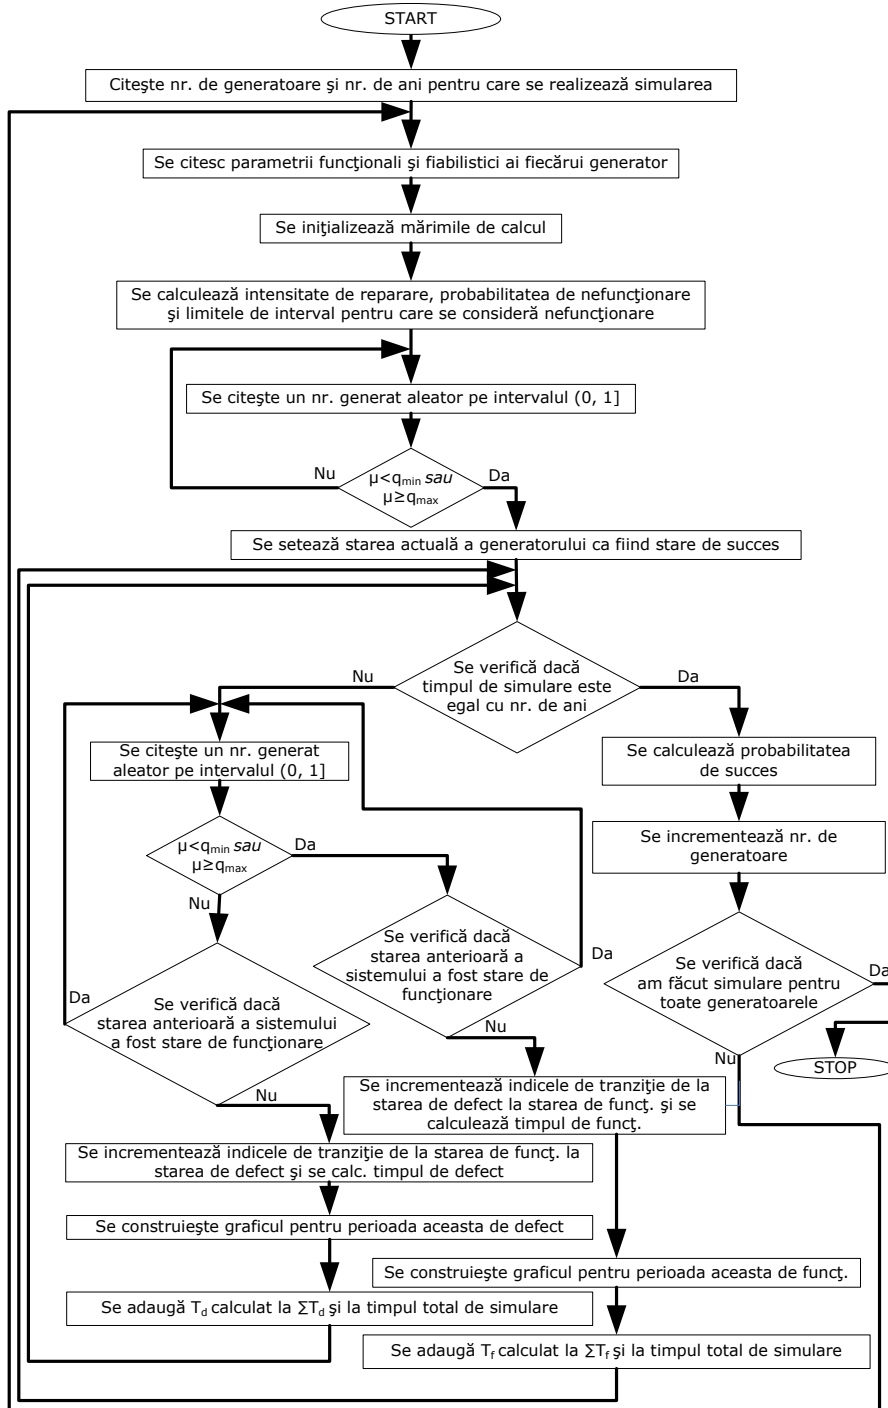 START
Citeşte nr. de generatoare şi nr. de ani pentru care se realizează simularea
Se citesc parametrii funcţionali şi fiabilistici ai fiecărui generator
Se iniţializează mărimile de calcul
Se calculează intensitate de reparare, probabilitatea de nefuncţionare
şi limitele de interval pentru care se consideră nefuncţionare
Se citeşte un nr. generat aleator pe intervalul (0, 1]
Nu
µ<qmin sau
µ≥qmax
Da
Se setează starea actuală a generatorului ca fiind stare de succes
Nu
Se verifică dacă
timpul de simulare este
egal cu nr. de ani
Da
Se citeşte un nr. generat
aleator pe intervalul (0, 1]
Se calculează probabilitatea
de succes
Se incrementează nr. de
generatoare
µ<qmin sau
µ≥qmax
Da
Nu
Se verifică dacă
starea anterioară a
sistemului a fost stare de
funcţionare
Da
Nu
Se verifică dacă
am făcut simulare pentru
toate generatoarele
Da
Nu
STOP
Da
Se verifică dacă
starea anterioară a sistemului
a fost stare de funcţionare
Nu
Se incrementează indicele de tranziţie de la
starea de defect la starea de funcţ. şi se
calculează timpul de funcţ.
Se incrementează indicele de tranziţie de la starea de funcţ. la
starea de defect şi se calc. timpul de defect
Se construieşte graficul pentru perioada aceasta de defect
Se construieşte graficul pentru perioada aceasta de funcţ.
Se adaugă Td calculat la ΣTd şi la timpul total de simulare
Se adaugă Tf calculat la ΣTf şi la timpul total de simulare